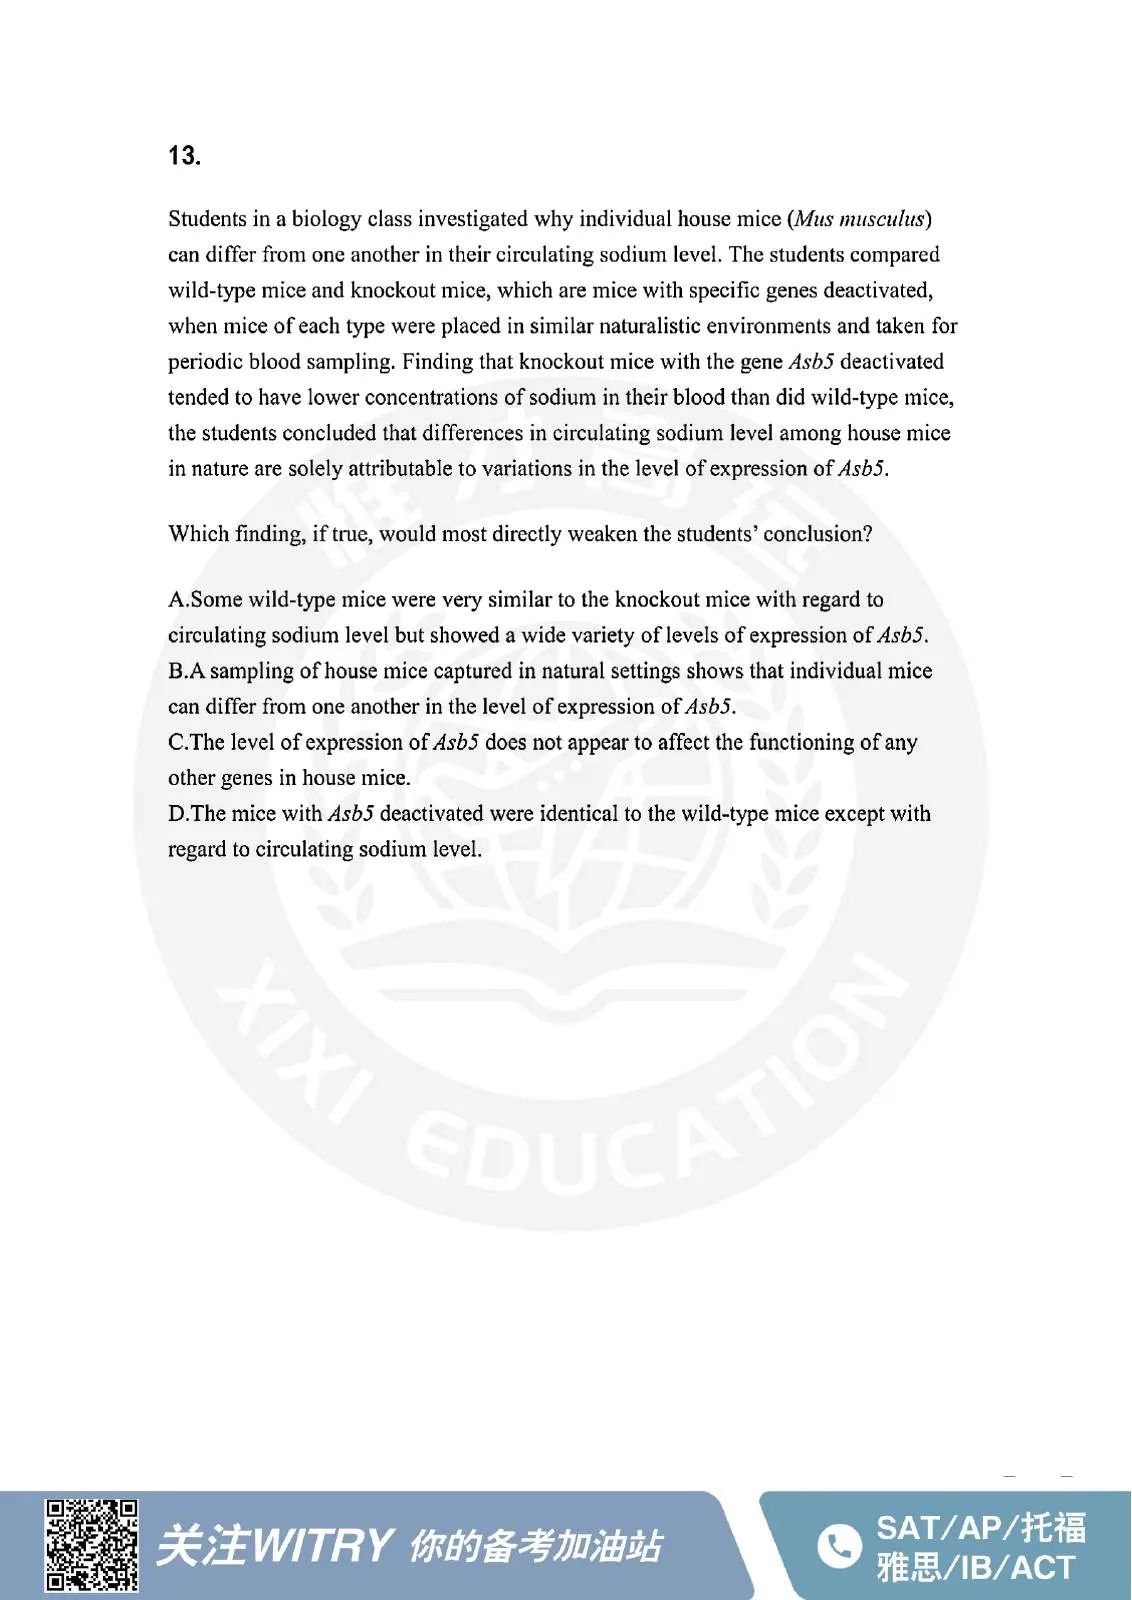 13.
Students in a biology class investigated why individual house mice (Mus musculus)
can differ from one another in their circulating sodium level. The students compared
wild-type mice and knockout mice, which are mice with specific genes deactivated,
when mice of each type were placed in similar naturalistic environments and taken for
periodic blood sampling. Finding that knockout mice with the gene Asb5 deactivated
tended to have lower concentrations of sodium in their blood than did wild-type mice,
the students concluded that differences in circulating sodium level among house mice
in nature are solely attributable to variations in the level of expression of Asb5.
Which finding, if true, would most directly weaken the students’ conclusion?
A.Some wild-type mice were very similar to the knockout mice with regard to
circulating sodium level but showed a wide variety of levels of expression of Asb5.
B.A sampling of house mice captured in natural settings shows that individual mice
can differ from one another in the level of expression of Asb5.
C.The level of expression of Asb5 does not appear to affect the functioning of any
other genes in house mice.
D.The mice with Asb5 deactivated were identical to the wild-type mice except with
regard to circulating sodium level.
惟力高远
XIXI EDUCATION
关注WITRY 你的备考加油站
SAT/AP/托福
雅思/IB/ACT